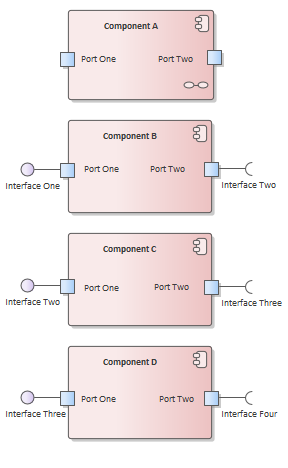 Component A
Port One Port Two
Component B
Port One Port Two
Interface One Interface Two
Component C
Port One Port Two
Interface Two Interface Three
Component D
Port One Port Two
Interface Three Interface Four